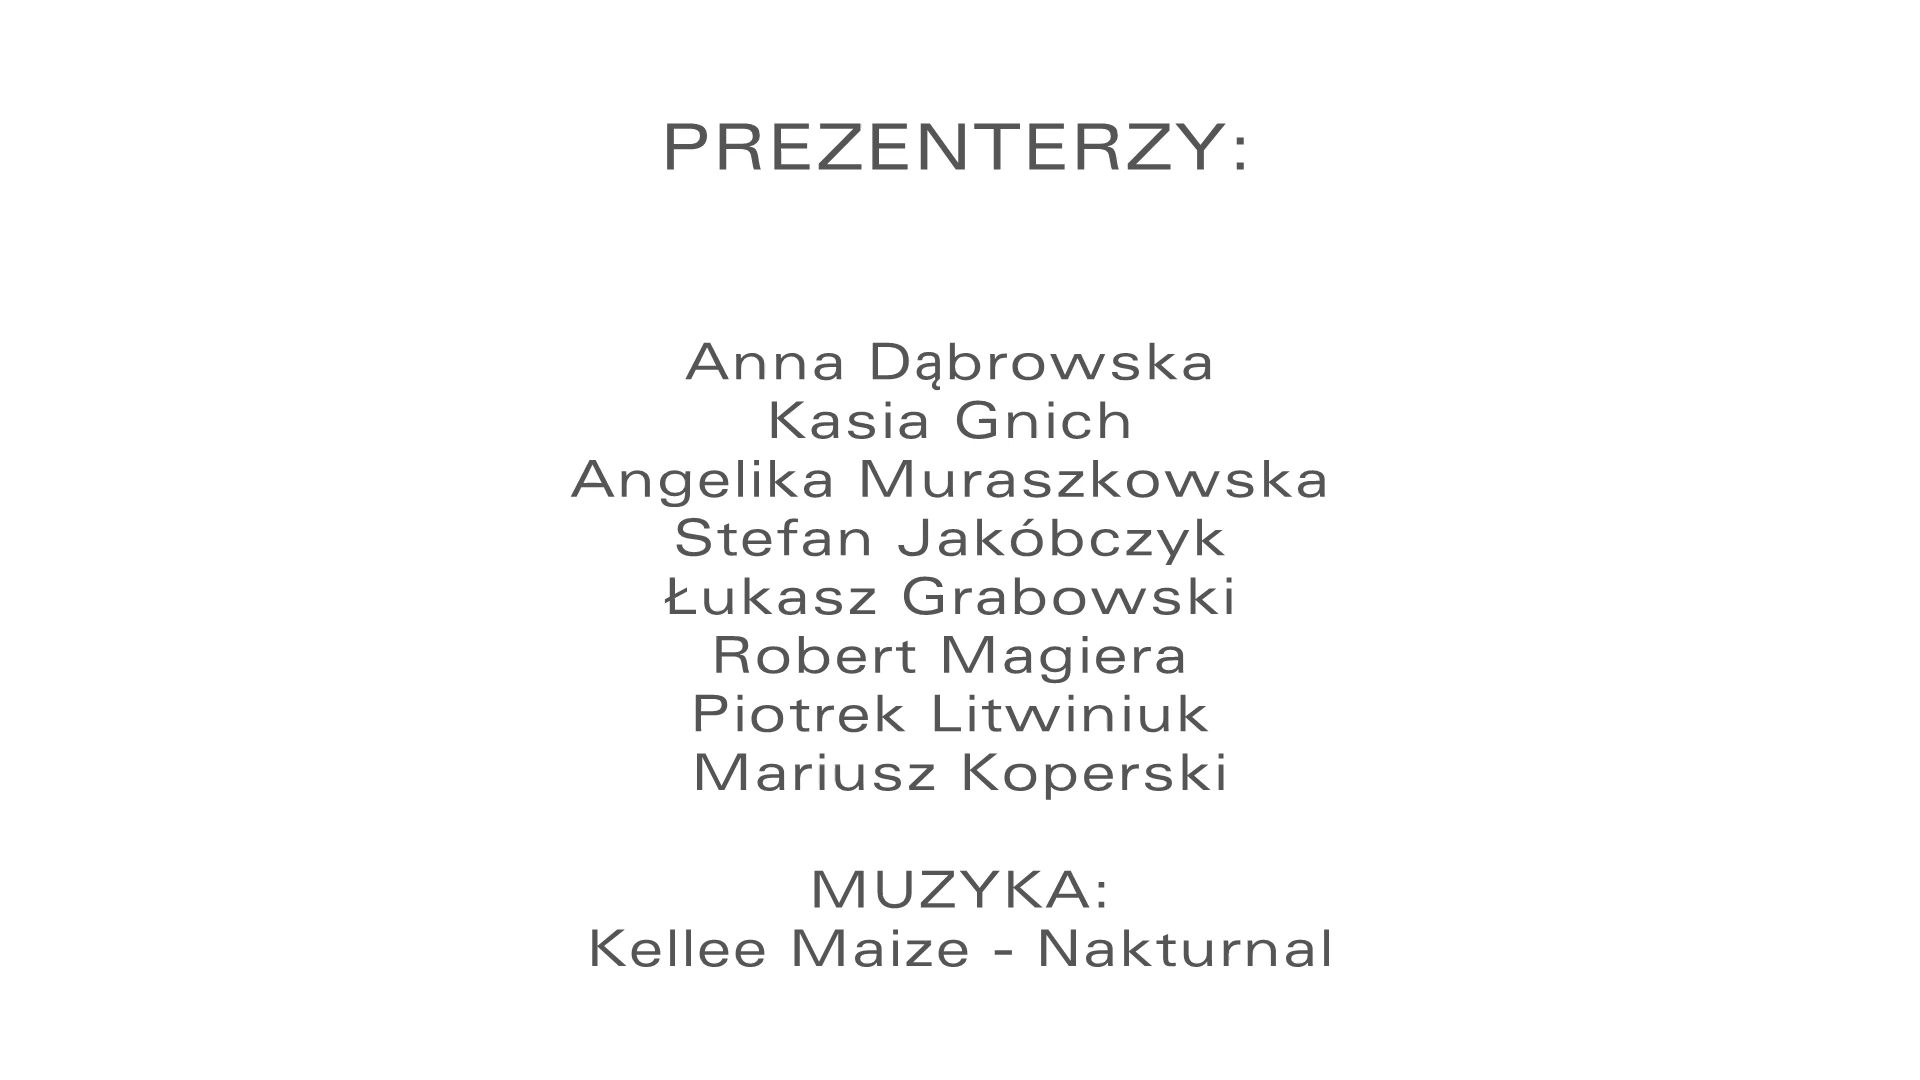 PREZENTERZY:
Anna Dąbrowska
Kasia Gnich
Angelika Muraszkowska
Stefan Jakóbczyk
Łukasz Grabowski
Robert Magiera
Piotrek Litwiniuk
Mariusz Koperski
MUZYKA:
Kellee Maize - Nakturnal